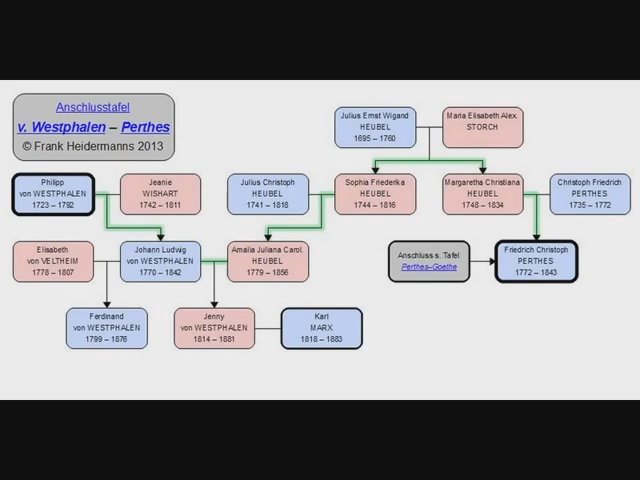 Anschlusstafel
v. Westphalen – Perthes
© Frank Heidermanns 2013
Julius Ernst Wigand
HEUBEL
1695 – 1760
Maria Elisabeth Alex.
STORCH
Philipp
von WESTPHALEN
1723 – 1792
Jeanie
WISHART
1742 – 1811
Julius Christoph
HEUBEL
1741 – 1818
Sophia Friederika
HEUBEL
1744 – 1816
Margaretha Christiana
HEUBEL
1748 – 1834
Christoph Friedrich
PERTHES
1735 – 1772
Elisabeth
von VELTHEIM
1778 – 1807
Johann Ludwig
von WESTPHALEN
1770 – 1842
Amalia Juliana Carol.
HEUBEL
1779 – 1856
Anschluss s. Tafel
Perthes–Goethe
Friedrich Christoph
PERTHES
1772 – 1843
Ferdinand
von WESTPHALEN
1799 – 1876
Jenny
von WESTPHALEN
1814 – 1881
Karl
MARX
1818 – 1883